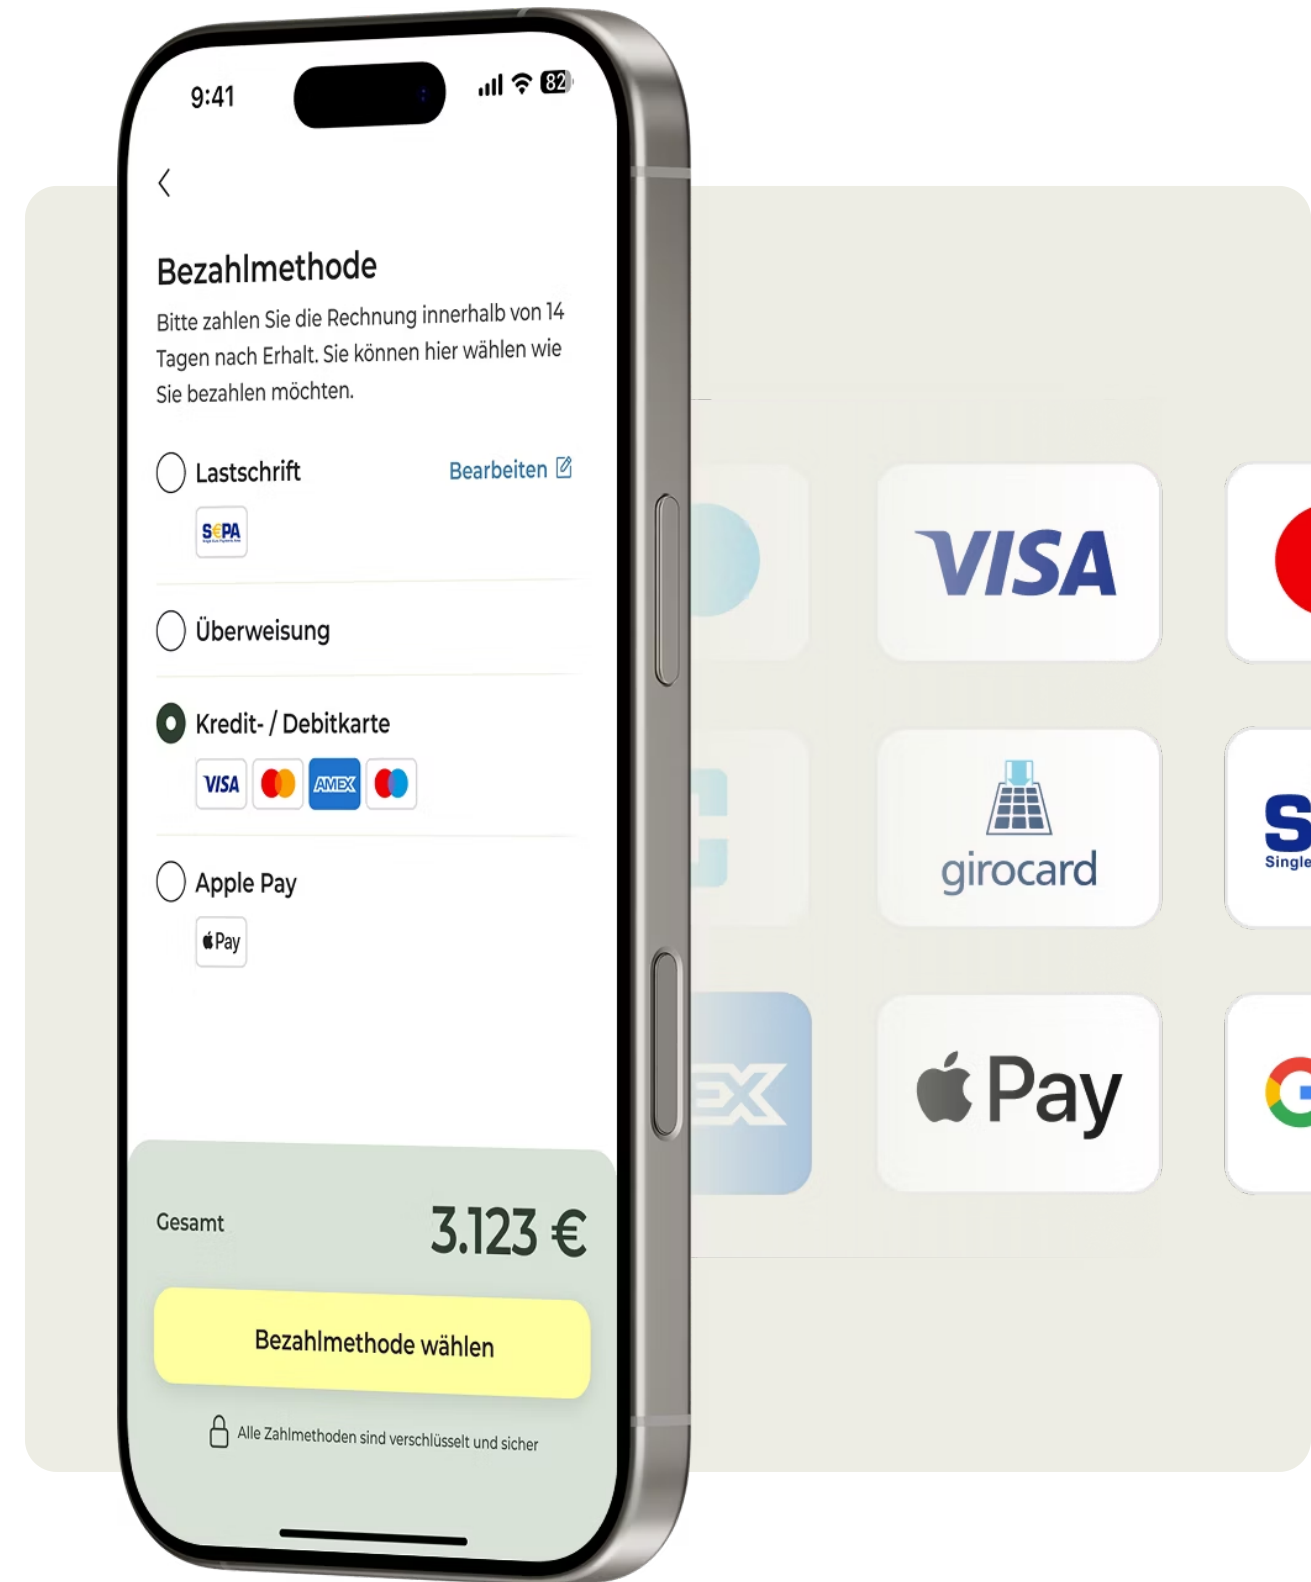 9:41
82
Bezahlmethode
Bitte zahlen Sie die Rechnung innerhalb von 14
Tagen nach Erhalt. Sie können hier wählen wie
Sie bezahlen möchten.
Lastschrift
Bearbeiten
S€PA
Überweisung
Kredit- / Debitkarte
VISA
AMEX
Apple Pay
Pay
Gesamt
3.123 €
Bezahlmethode wählen
Alle Zahlmethoden sind verschlüsselt und sicher
VISA
girocard
S
Single
EX
Pay
G